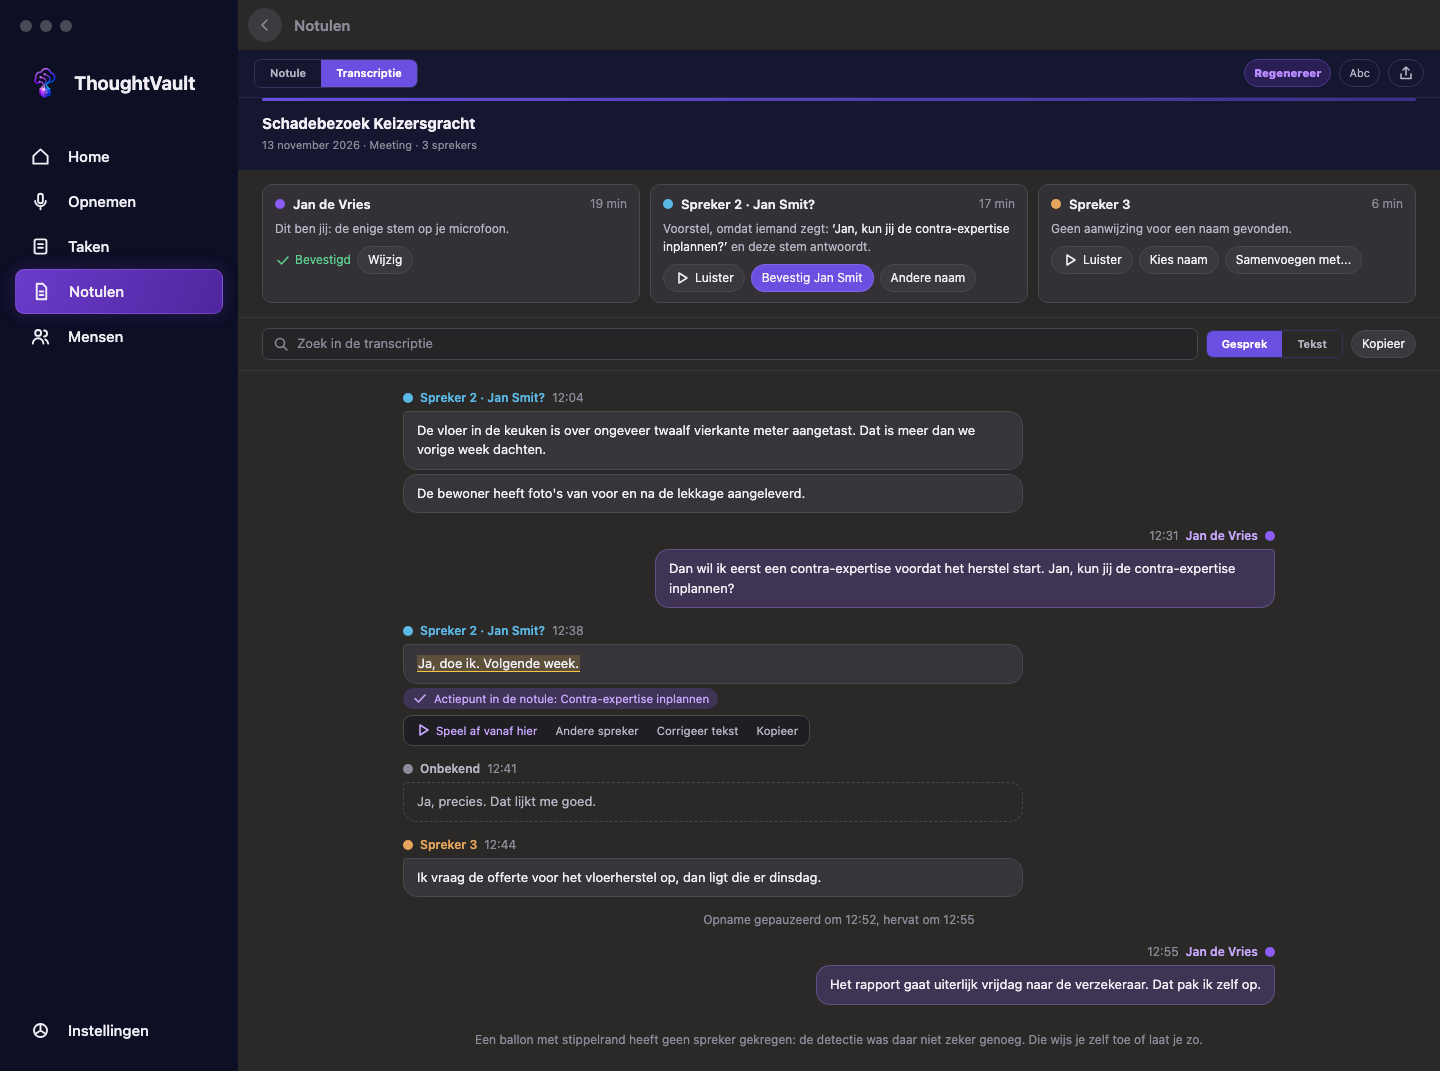 Notulen
ThoughtVault
Home
Opnemen
Taken
Notulen
Mensen
Instellingen
Notule
Transcriptie
Regenereer
Abc
Schadebezoek Keizersgracht
13 november 2026 · Meeting · 3 sprekers
Jan de Vries
19 min
Dit ben jij: de enige stem op je microfoon.
Bevestigd
Wijzig
Spreker 2 · Jan Smit?
17 min
Voorstel, omdat iemand zegt: ‘Jan, kun jij de contra-expertise
inplannen?’ en deze stem antwoordt.
Luister
Bevestig Jan Smit
Andere naam
Spreker 3
6 min
Geen aanwijzing voor een naam gevonden.
Luister
Kies naam
Samenvoegen met...
Zoek in de transcriptie
Gesprek
Tekst
Kopieer
Spreker 2 · Jan Smit? 12:04
De vloer in de keuken is over ongeveer twaalf vierkante meter aangetast. Dat is meer dan we
vorige week dachten.
De bewoner heeft foto's van voor en na de lekkage aangeleverd.
12:31 Jan de Vries
Dan wil ik eerst een contra-expertise voordat het herstel start. Jan, kun jij de contra-expertise
inplannen?
Spreker 2 · Jan Smit? 12:38
Ja, doe ik. Volgende week.
Actiepunt in de notule: Contra-expertise inplannen
Speel af vanaf hier
Andere spreker
Corrigeer tekst
Kopieer
Onbekend 12:41
Ja, precies. Dat lijkt me goed.
Spreker 3 12:44
Ik vraag de offerte voor het vloerherstel op, dan ligt die er dinsdag.
Opname gepauzeerd om 12:52, hervat om 12:55
12:55 Jan de Vries
Het rapport gaat uiterlijk vrijdag naar de verzekeraar. Dat pak ik zelf op.
Een ballon met stippelrand heeft geen spreker gekregen: de detectie was daar niet zeker genoeg. Die wijs je zelf toe of laat je zo.